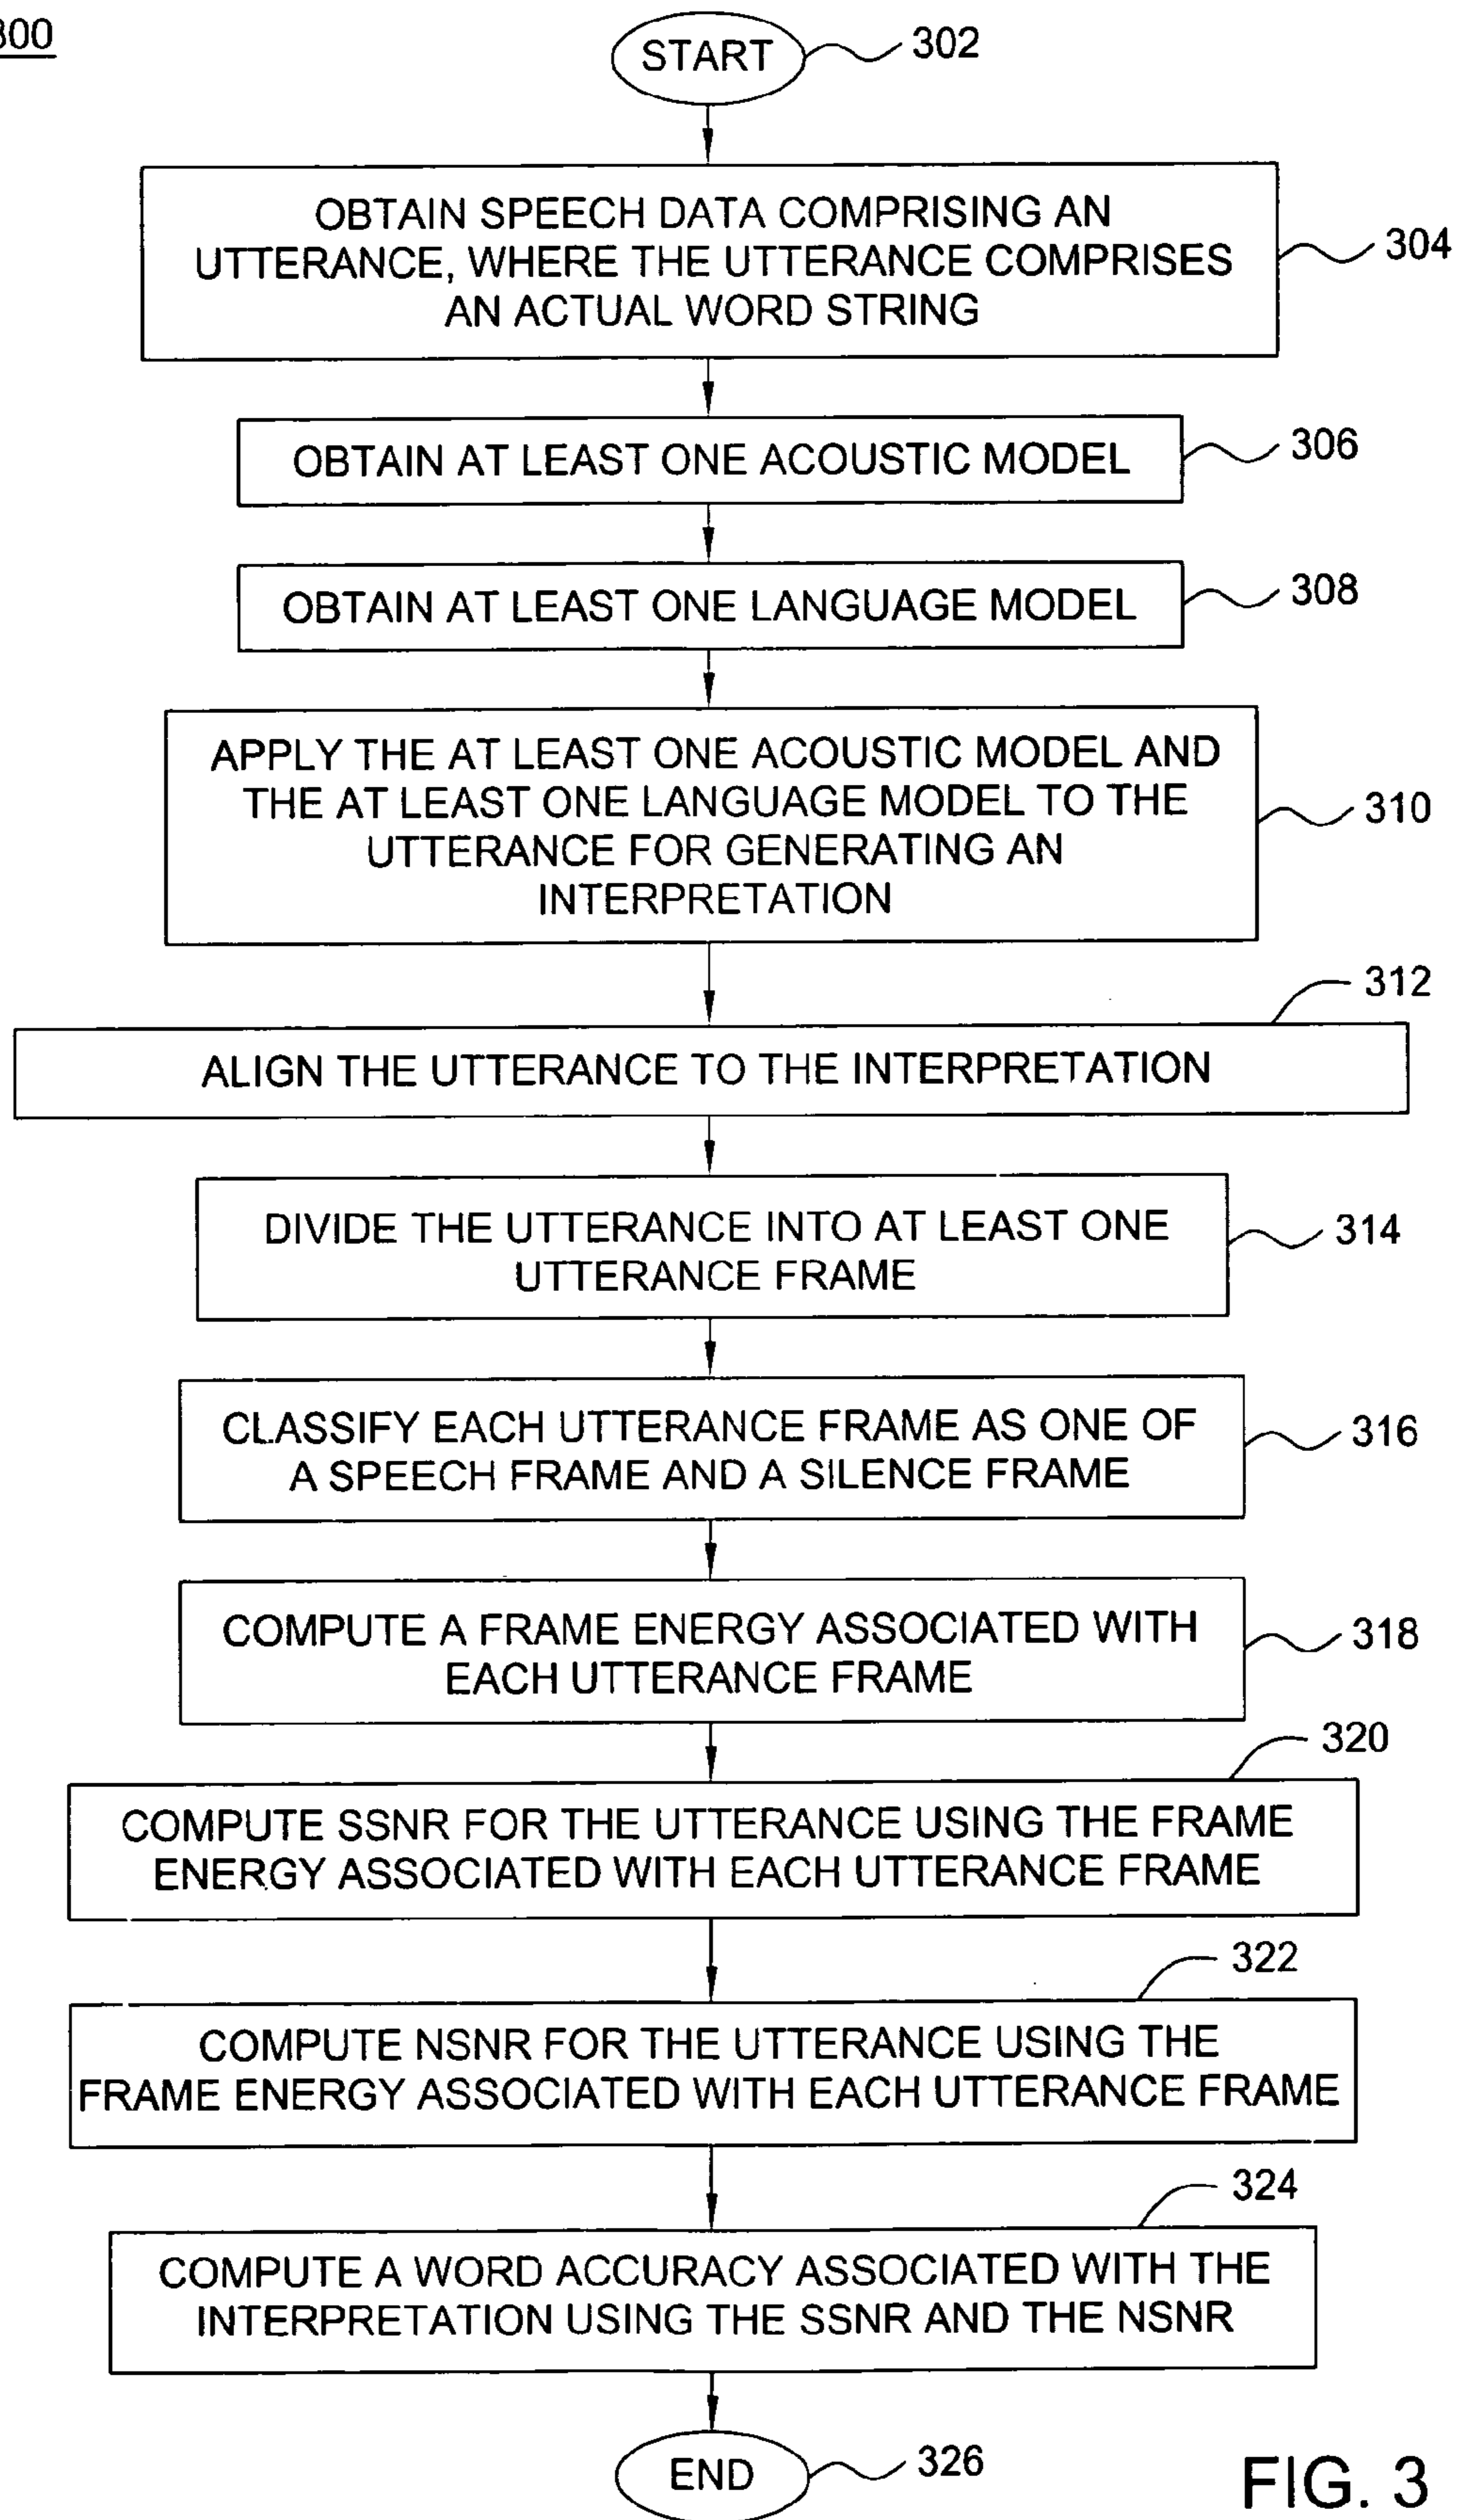 300
START 302
OBTAIN SPEECH DATA COMPRISING AN
UTTERANCE, WHERE THE UTTERANCE COMPRISES
AN ACTUAL WORD STRING
304
OBTAIN AT LEAST ONE ACOUSTIC MODEL 306
OBTAIN AT LEAST ONE LANGUAGE MODEL 308
APPLY THE AT LEAST ONE ACOUSTIC MODEL AND
THE AT LEAST ONE LANGUAGE MODEL TO THE
UTTERANCE FOR GENERATING AN
INTERPRETATION
310
312
ALIGN THE UTTERANCE TO THE INTERPRETATION
DIVIDE THE UTTERANCE INTO AT LEAST ONE
UTTERANCE FRAME
314
CLASSIFY EACH UTTERANCE FRAME AS ONE OF
A SPEECH FRAME AND A SILENCE FRAME
316
COMPUTE A FRAME ENERGY ASSOCIATED WITH
EACH UTTERANCE FRAME
318
320
COMPUTE SSNR FOR THE UTTERANCE USING THE FRAME
ENERGY ASSOCIATED WITH EACH UTTERANCE FRAME
322
COMPUTE NSNR FOR THE UTTERANCE USING THE
FRAME ENERGY ASSOCIATED WITH EACH UTTERANCE FRAME
324
COMPUTE A WORD ACCURACY ASSOCIATED WITH THE
INTERPRETATION USING THE SSNR AND THE NSNR
END 326
FIG. 3